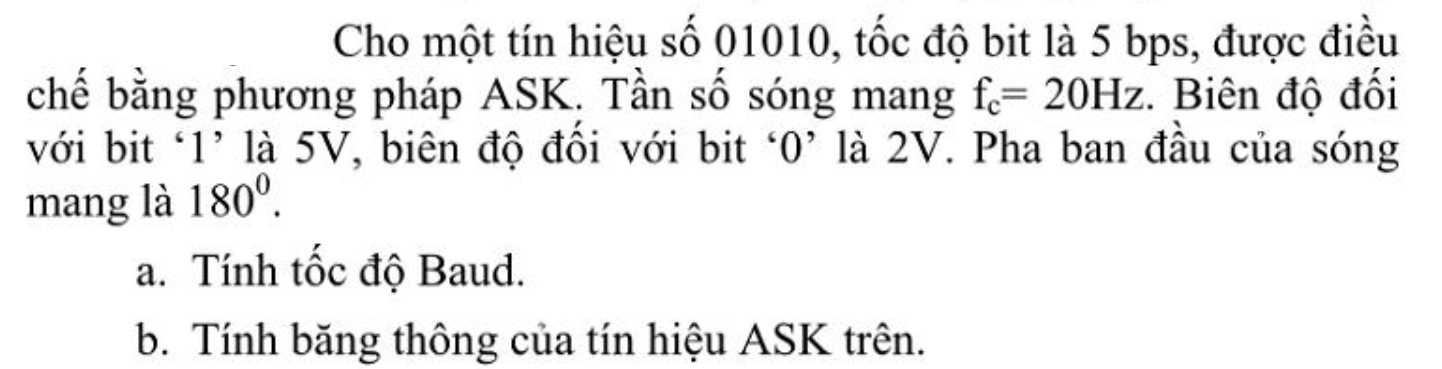 Cho một tín hiệu số 01010, tốc độ bit là 5 bps, được điều
chế bằng phương pháp ASK. Tần số sóng mang fc= 20Hz. Biên độ đối
với bit ‘1’ là 5V, biên độ đối với bit ‘0’ là 2V. Pha ban đầu của sóng
mang là 180⁰.
a. Tính tốc độ Baud.
b. Tính băng thông của tín hiệu ASK trên.